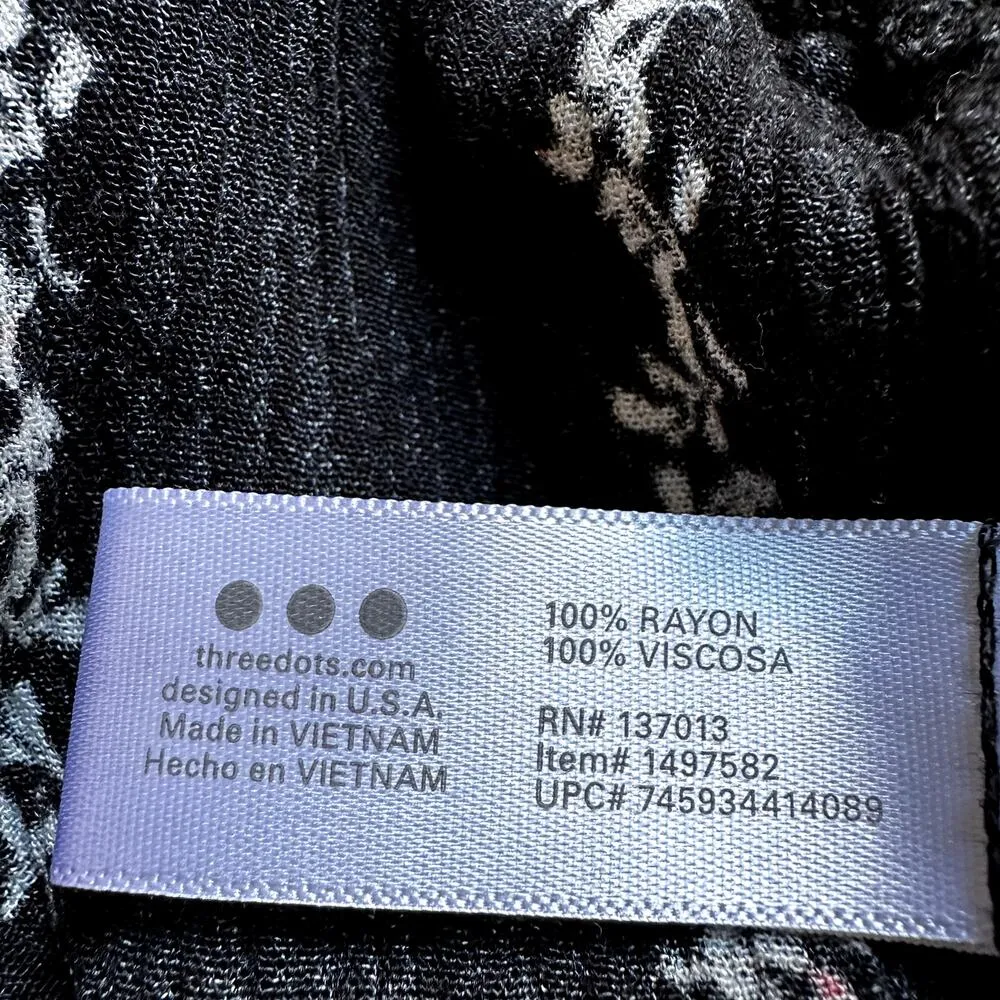 threedots.com
designed in U.S.A.
Made in VIETNAM
Hecho en VIETNAM
100% RAYON
100% VISCOSA
RN# 137013
Item# 1497582
UPC# 745934414089